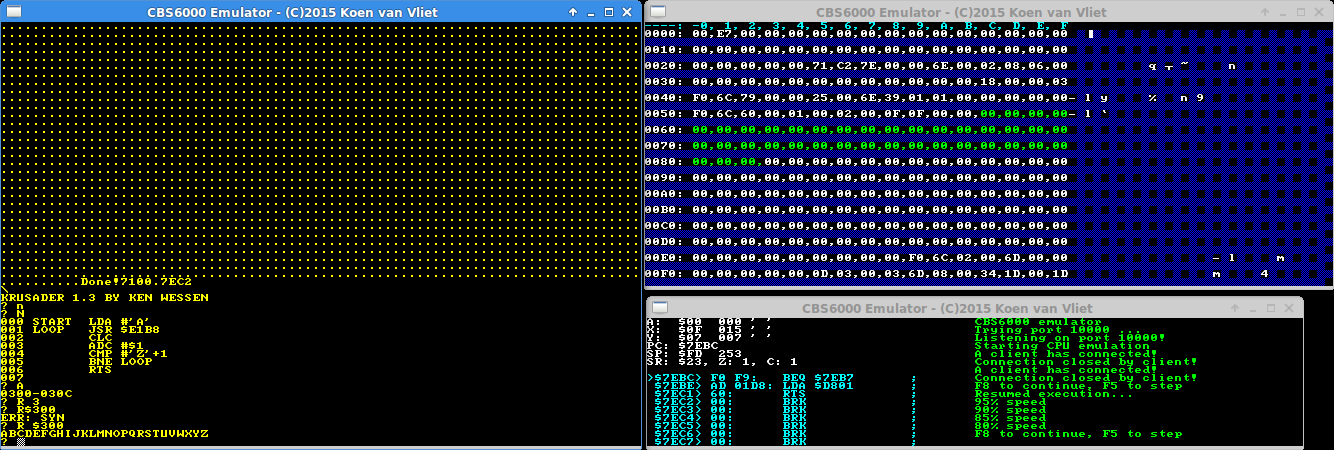 CBS6000 Emulator - (C)2015 Koen van Vliet
..........Done!7100.7EC2
\
KRUSADER 1.3 BY KEN WESSEN
? n
? N
000 START  LDA #'A'
001 LOOP   JSR $E1B8
002        CLC
003        ADC #$1
004        CMP #'Z'+1
005        BNE LOOP
006        RTS
007
? A
0300-030C
? R 3
? R$300
ERR: SYN
? R $300
ABCDEFGHIJKLMNOPQRSTUVWXYZ
?
CBS6000 Emulator - (C)2015 Koen van Vliet
----: -0, 1, 2, 3, 4, 5, 6, 7, 8, 9, A, B, C, D, E, F
0000: 00,E7,00,00,00,00,00,00,00,00,00,00,00,00,00,00
0010: 00,00,00,00,00,00,00,00,00,00,00,00,00,00,00,00
0020: 00,00,00,00,00,71,C2,7E,00,00,6E,00,02,08,06,00 q ~ n
0030: 00,00,00,00,00,00,00,00,00,00,00,00,18,00,00,03
0040: F0,6C,79,00,00,25,00,6E,39,01,01,00,00,00,00,00 - l y % n 9
0050: F0,6C,60,00,01,00,02,00,0F,0F,00,00,00,00,00,00 - l `
0060: 00,00,00,00,00,00,00,00,00,00,00,00,00,00,00,00
0070: 00,00,00,00,00,00,00,00,00,00,00,00,00,00,00,00
0080: 00,00,00,00,00,00,00,00,00,00,00,00,00,00,00,00
0090: 00,00,00,00,00,00,00,00,00,00,00,00,00,00,00,00
00A0: 00,00,00,00,00,00,00,00,00,00,00,00,00,00,00,00
00B0: 00,00,00,00,00,00,00,00,00,00,00,00,00,00,00,00
00C0: 00,00,00,00,00,00,00,00,00,00,00,00,00,00,00,00
00D0: 00,00,00,00,00,00,00,00,00,00,00,00,00,00,00,00
00E0: 00,00,00,00,00,00,00,00,00,F0,6C,02,00,6D,00,00 - l m
00F0: 00,00,00,00,00,0D,03,00,03,6D,08,00,34,1D,00,1D m 4
CBS6000 Emulator - (C)2015 Koen van Vliet
A:  $00  000 ' '
X:  $0F  015 ' '
Y:  $07  007 ' '
PC: $7EBC
SP: $FD  253
SR: $23, Z: 1, C: 1
>$7EBC> F0 F9:   BEQ $7EB7       ;
$7EBE> AD 01D8: LDA $D801       ;
$7EC1> 60:      RTS             ;
$7EC2> 00:      BRK             ;
$7EC3> 00:      BRK             ;
$7EC4> 00:      BRK             ;
$7EC5> 00:      BRK             ;
$7EC6> 00:      BRK             ;
$7EC7> 00:      BRK             ;
CBS6000 emulator
Trying port 10000 ...
Listening on port 10000!
Starting CPU emulation
A client has connected!
Connection closed by client!
A client has connected!
Connection closed by client!
F8 to continue, F5 to step
Resumed execution...
95% speed
90% speed
85% speed
80% speed
F8 to continue, F5 to step